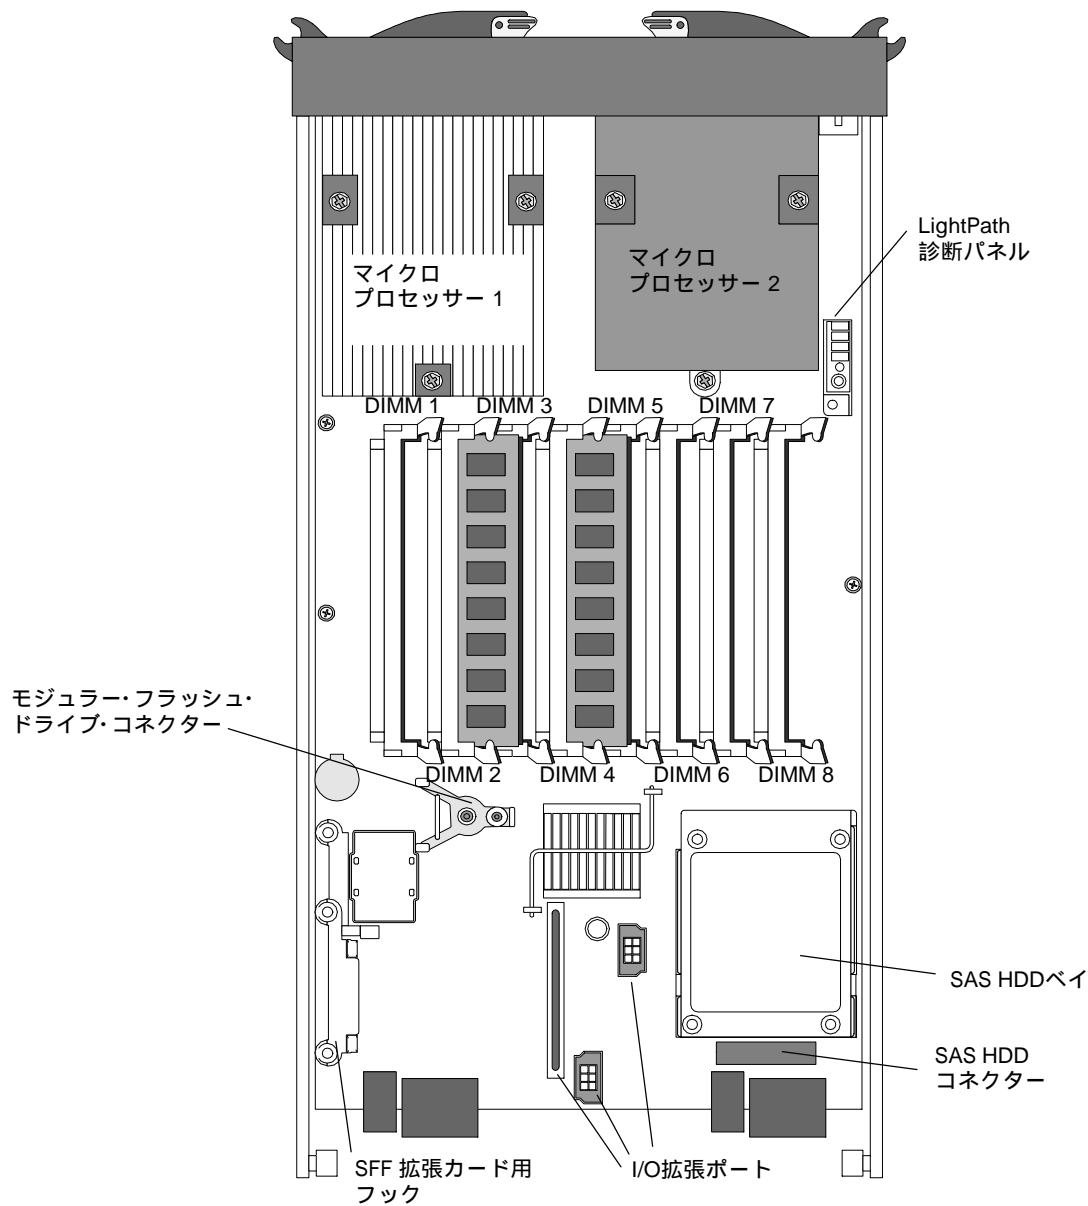 LightPath
診断パネル
マイクロ
プロセッサー 1
マイクロ
プロセッサー 2
DIMM 1
DIMM 3
DIMM 5
DIMM 7
モジュラー・フラッシュ・
ドライブ・コネクター
DIMM 2
DIMM 4
DIMM 6
DIMM 8
SAS HDDベイ
SAS HDD
コネクター
SFF 拡張カード用
フック
I/O拡張ポート